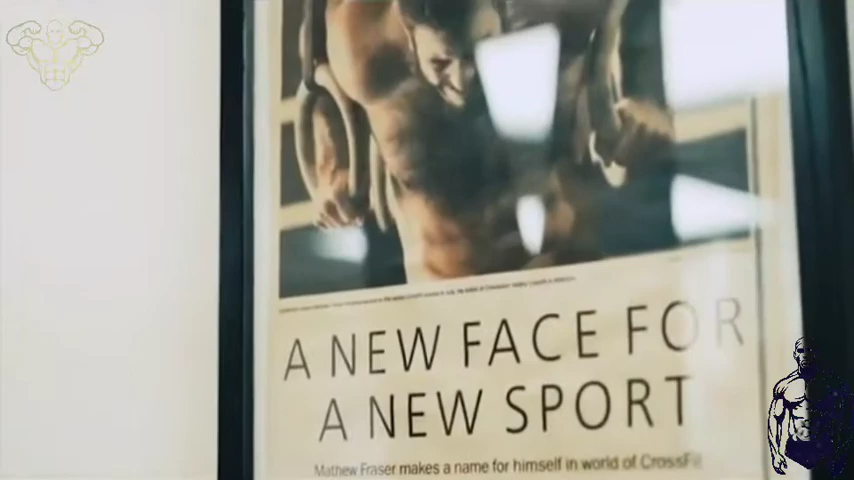 A NEW FACE FOR
A NEW SPORT
Mathew Fraser makes a name for himself in world of CrossFit